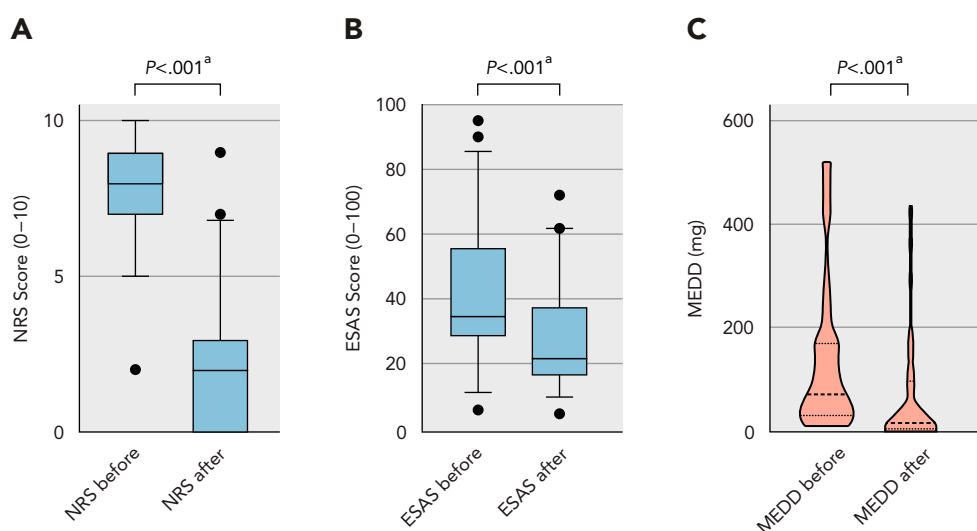 A
P<.001a
NRS Score (0–10)
10
5
0
NRS before
NRS after
B
P<.001a
ESAS Score (0–100)
100
80
60
40
20
0
ESAS before
ESAS after
C
P<.001a
MEDD (mg)
600
400
200
0
MEDD before
MEDD after